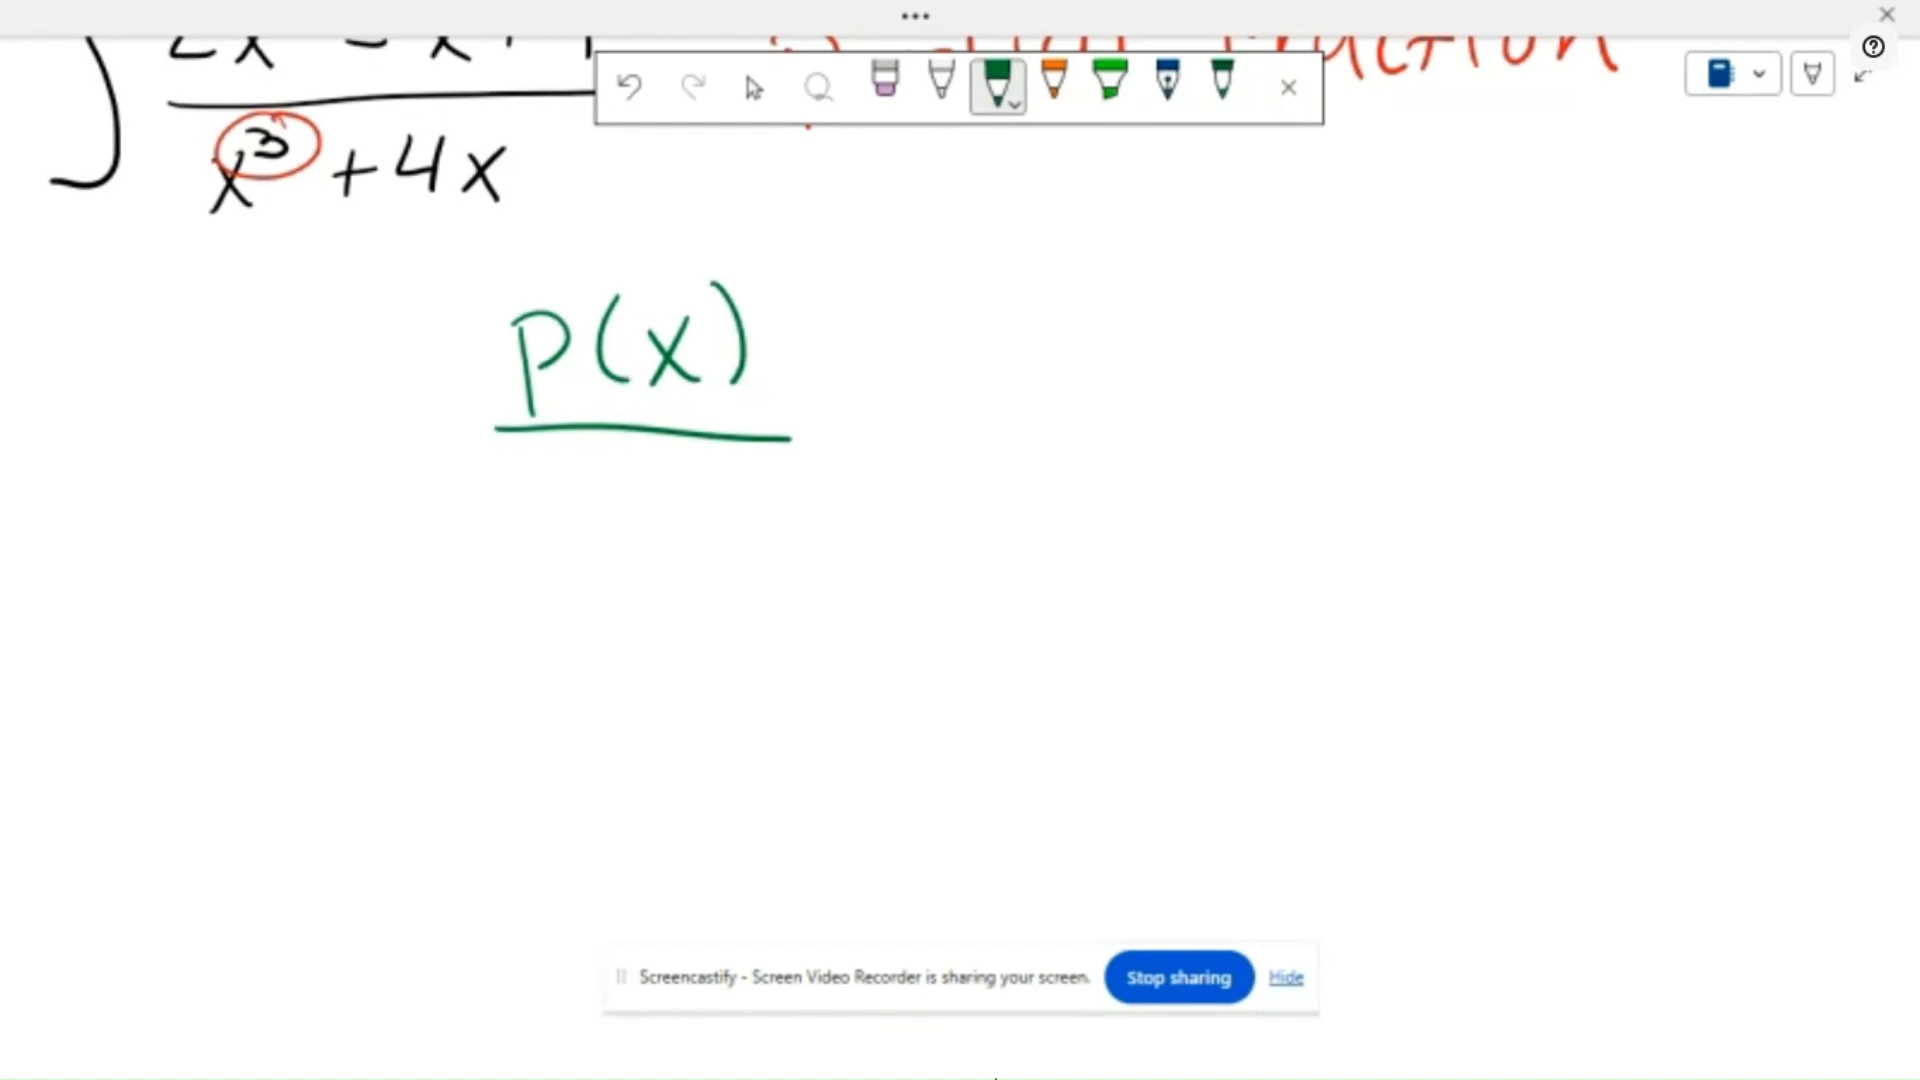 x³ + 4x
P(x)
Screencastify - Screen Video Recorder is sharing your screen. Stop sharing Hide